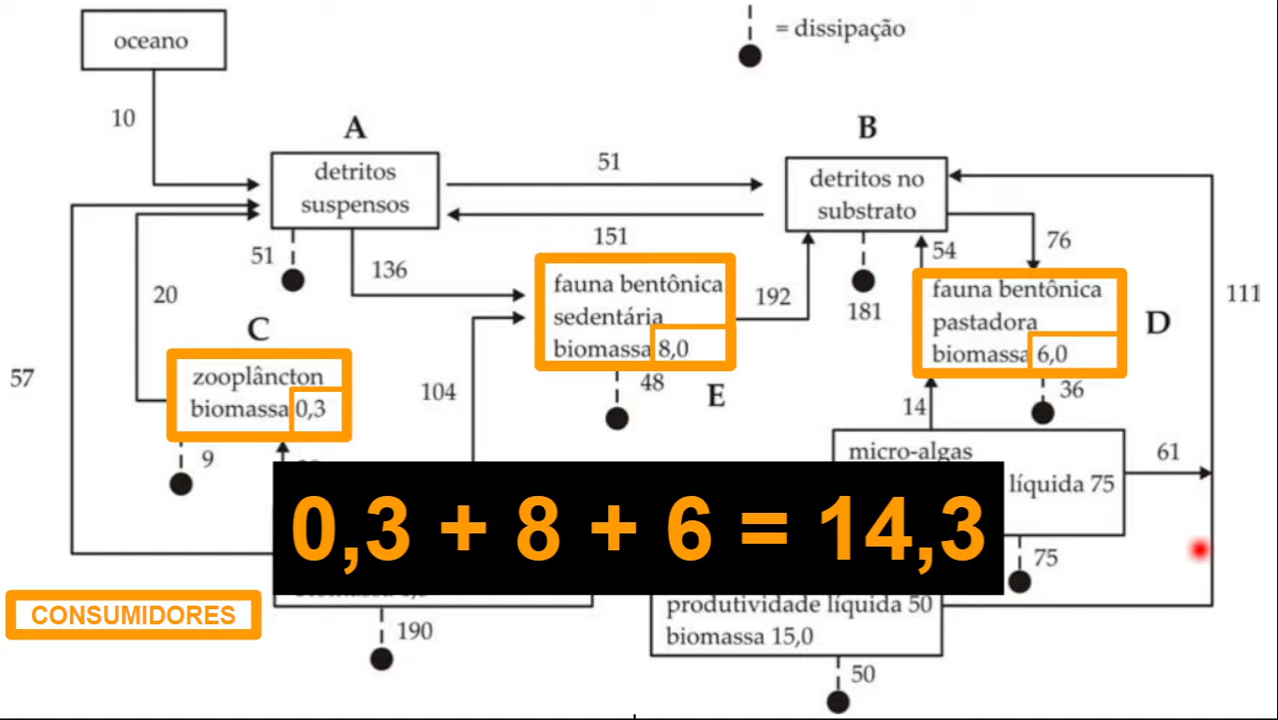 oceano
= dissipação
10
A
B
detritos
suspensos
51
detritos no
substrato
151
51
136
54
76
181
111
20
57
C
zooplâncton
biomassa 0,3
9
104
fauna bentônica
sedentária
biomassa 8,0
192
48
E
fauna bentônica
pastadora
biomassa 6,0
D
36
14
micro-algas
líquida 75
61
75
0,3 + 8 + 6 = 14,3
CONSUMIDORES
190
produtividade líquida 50
biomassa 15,0
50